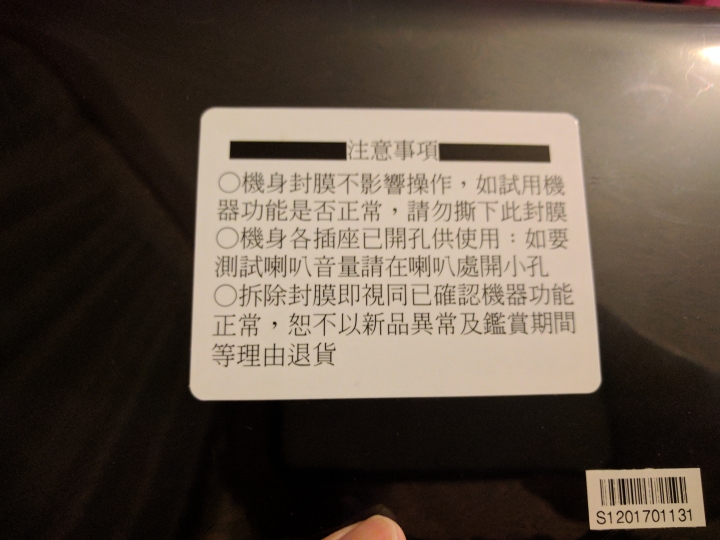 注意事項
○機身封膜不影響操作，如試用機
器功能是否正常，請勿撕下此封膜
○機身各插座已開孔供使用：如要
測試喇叭音量請在喇叭處開小孔
○拆除封膜即視同已確認機器功能
正常，恕不以新品異常及鑑賞期間
等理由退貨
S1201701131